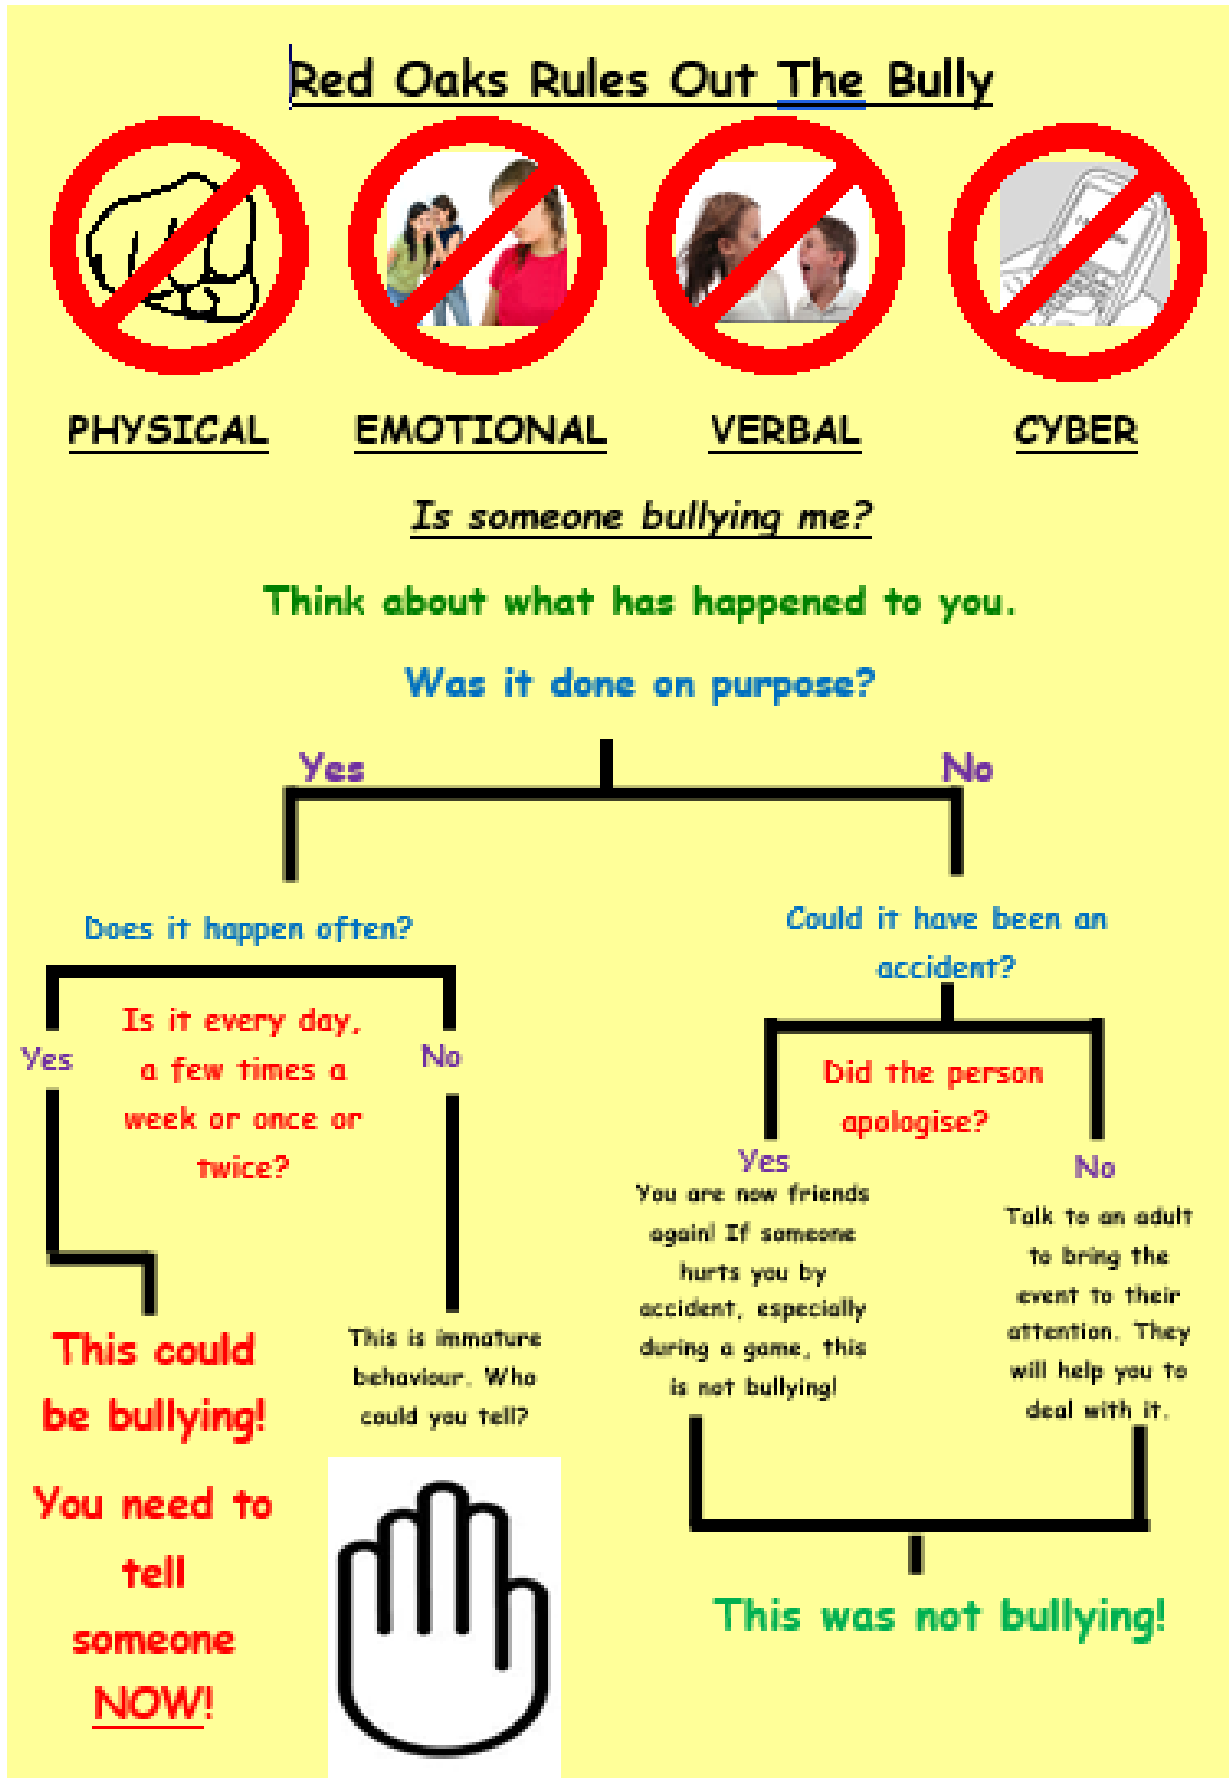 Red Oaks Rules Out The Bully
PHYSICAL
EMOTIONAL
VERBAL
CYBER
Is someone bullying me?
Think about what has happened to you.
Was it done on purpose?
Yes
No
Does it happen often?
Is it every day,
a few times a
week or once or
twice?
Yes
No
This could
be bullying!
You need to
tell
someone
NOW!
This is immature
behaviour. Who
could you tell?
Could it have been an
accident?
Did the person
apologise?
Yes
You are now friends
again! If someone
hurts you by
accident, especially
during a game, this
is not bullying!
No
Talk to an adult
to bring the
event to their
attention. They
will help you to
deal with it.
This was not bullying!